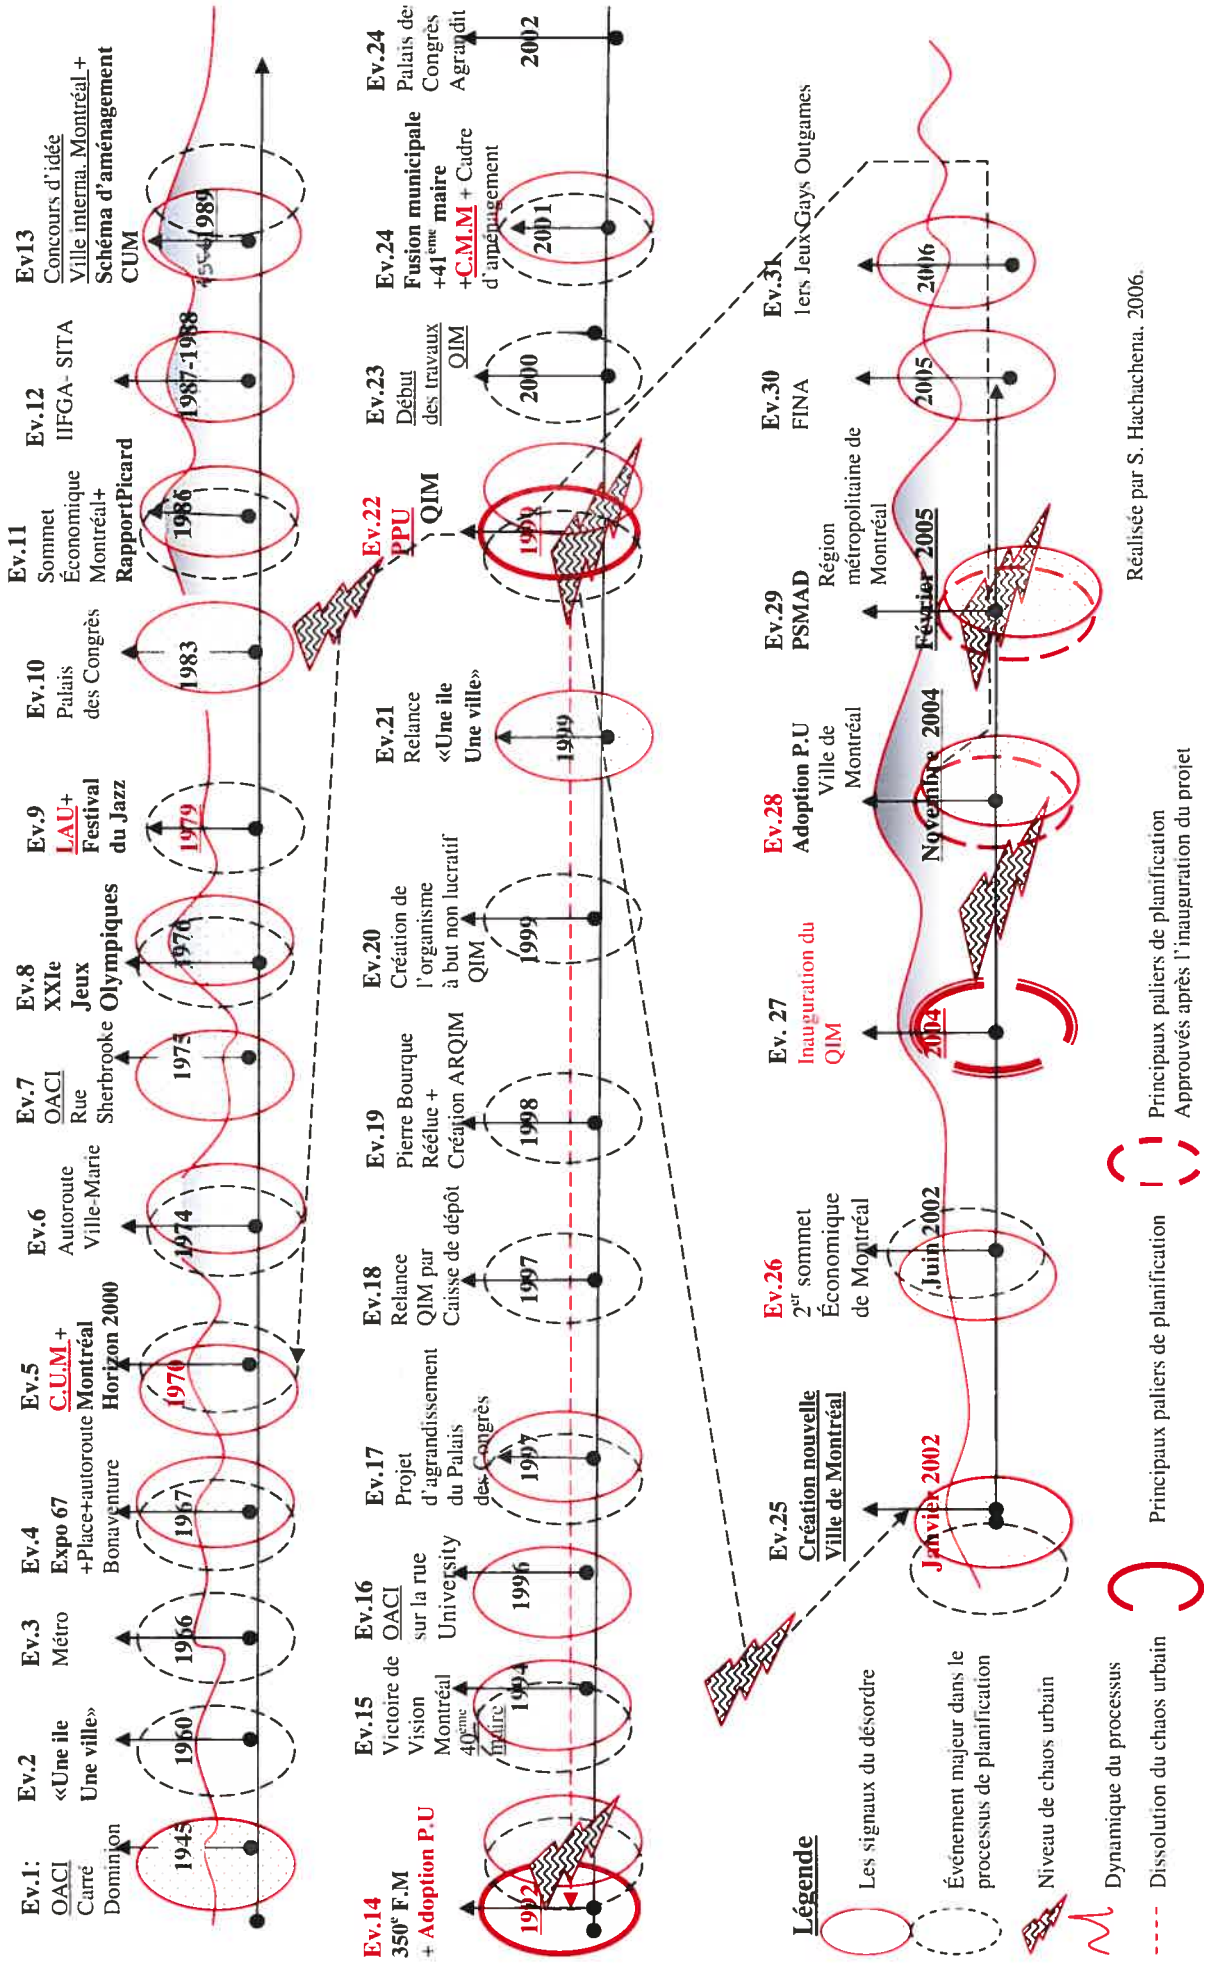 Ev.1:
OACI
Carré
Dominion
1945
Ev.2
«Une ile
Une ville»
1960
Ev.3
Métro
1966
Ev.4
Expo 67
+Place+autoroute
Bonaventure
1967
Ev.5
C.U.M +
Montréal
Horizon 2000
1970
Ev.6
Autoroute
Ville-Marie
1974
Ev.7
OACI
Rue
Sherbrooke
1975
Ev.8
XXIe
Jeux
Olympiques
1976
Ev.9
LAU+
Festival
du Jazz
1979
Ev.10
Palais
des Congrès
1983
Ev.11
Sommet
Économique
Montréal+
RapportPicard
1986
Ev.12
IIFGA- SITA
1987-1988
Ev13
Concours d'idée
Ville interna. Montréal +
Schéma d'aménagement
CUM
1989
Ev.14
350e F.M
+ Adoption P.U
1992
Ev.15
Victoire de
Vision
Montréal
40ème
maire
1994
Ev.16
OACI
sur la rue
University
1996
Ev.17
Projet
d'agrandissement
du Palais
des Congrès
1997
Ev.18
Relance
QIM par
Caisse de dépôt
1997
Ev.19
Pierre Bourque
Rééluc +
Création ARQIM
1998
Ev.20
Création de
l'organisme
à but non lucratif
QIM
1999
Ev.21
Relance
«Une ile
Une ville»
1999
Ev.22
PPU
QIM
Ev.23
Début
des travaux
QIM
2000
Ev.24
Fusion municipale
+41ème maire
+C.M.M + Cadre
d'aménagement
2001
Ev.24
Palais des
Congrès
Agrandit
2002
Ev.25
Création nouvelle
Ville de Montréal
Janvier 2002
Ev.26
2er sommet
Économique
de Montréal
Juin 2002
Ev. 27
Inauguration du
QIM
2004
Ev.28
Adoption P.U
Ville de
Montréal
Novembre 2004
Ev.29
PSMAD
Région
métropolitaine de
Montréal
Février 2005
Ev.30
FINA
2005
Ev.31
1ers Jeux Gays Outgames
2006
Légende
Les signaux du désordre
Événement majeur dans le
processus de planification
Niveau de chaos urbain
Dynamique du processus
Dissolution du chaos urbain
Principaux paliers de planification
Principaux paliers de planification
Approuvés après l'inauguration du projet
Réalisée par S. Hachachena. 2006.